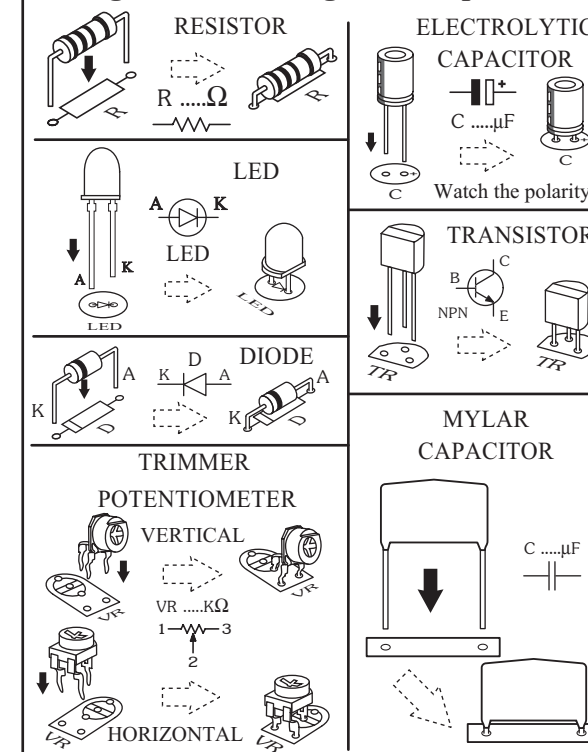 RESISTOR
R .....Ω
R
R
LED
A
K
LED
A
K
LED
LED
DIODE
D
K
A
A
K
D
A
K
D
TRIMMER
POTENTIOMETER
VERTICAL
VR
VR
VR .....KΩ
1
3
2
HORIZONTAL
VR
VR
ELECTROLYTIC
CAPACITOR
+
C .....µF
+
C
+
C
Watch the polarity
TRANSISTOR
C
B
NPN
E
TR
TR
MYLAR
CAPACITOR
C .....µF